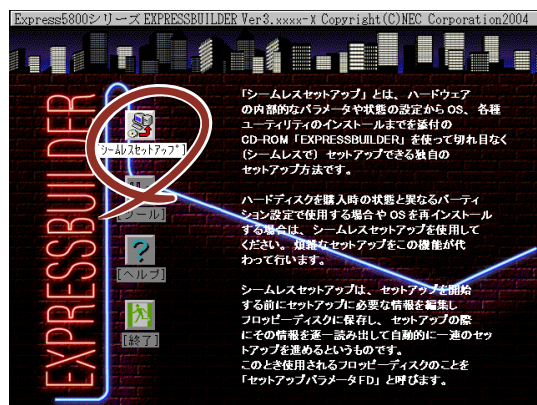 Express5800シリーズ EXPRESSBUILDER Ver3.xxxx-X Copyright(C)NEC Corporation2004
EXPRESSBUILDER
[シームレスセットアップ]
[ツール]
[ヘルプ]
[終了]
「シームレスセットアップ」とは、ハードウェア
の内部的なパラメータや状態の設定からOS、各種
ユーティリティのインストールまでを添付の
CD-ROM「EXPRESSBUILDER」を使って切れ目なく
(シームレスで) セットアップできる独自の
セットアップ方法です。
ハードディスクを購入時の状態と異なるパーティ
ション設定で使用する場合やOSを再インストール
する場合は、シームレスセットアップを使用して
ください。煩雑なセットアップをこの機能が代
わって行います。
シームレスセットアップは、セットアップを開始
する前にセットアップに必要な情報を編集し
フロッピーディスクに保存し、セットアップの際
にその情報を逐一読み出して自動的に一連のセッ
トアップを進めるというものです。
このとき使用されるフロッピーディスクのことを
「セットアップパラメータFD」と呼びます。